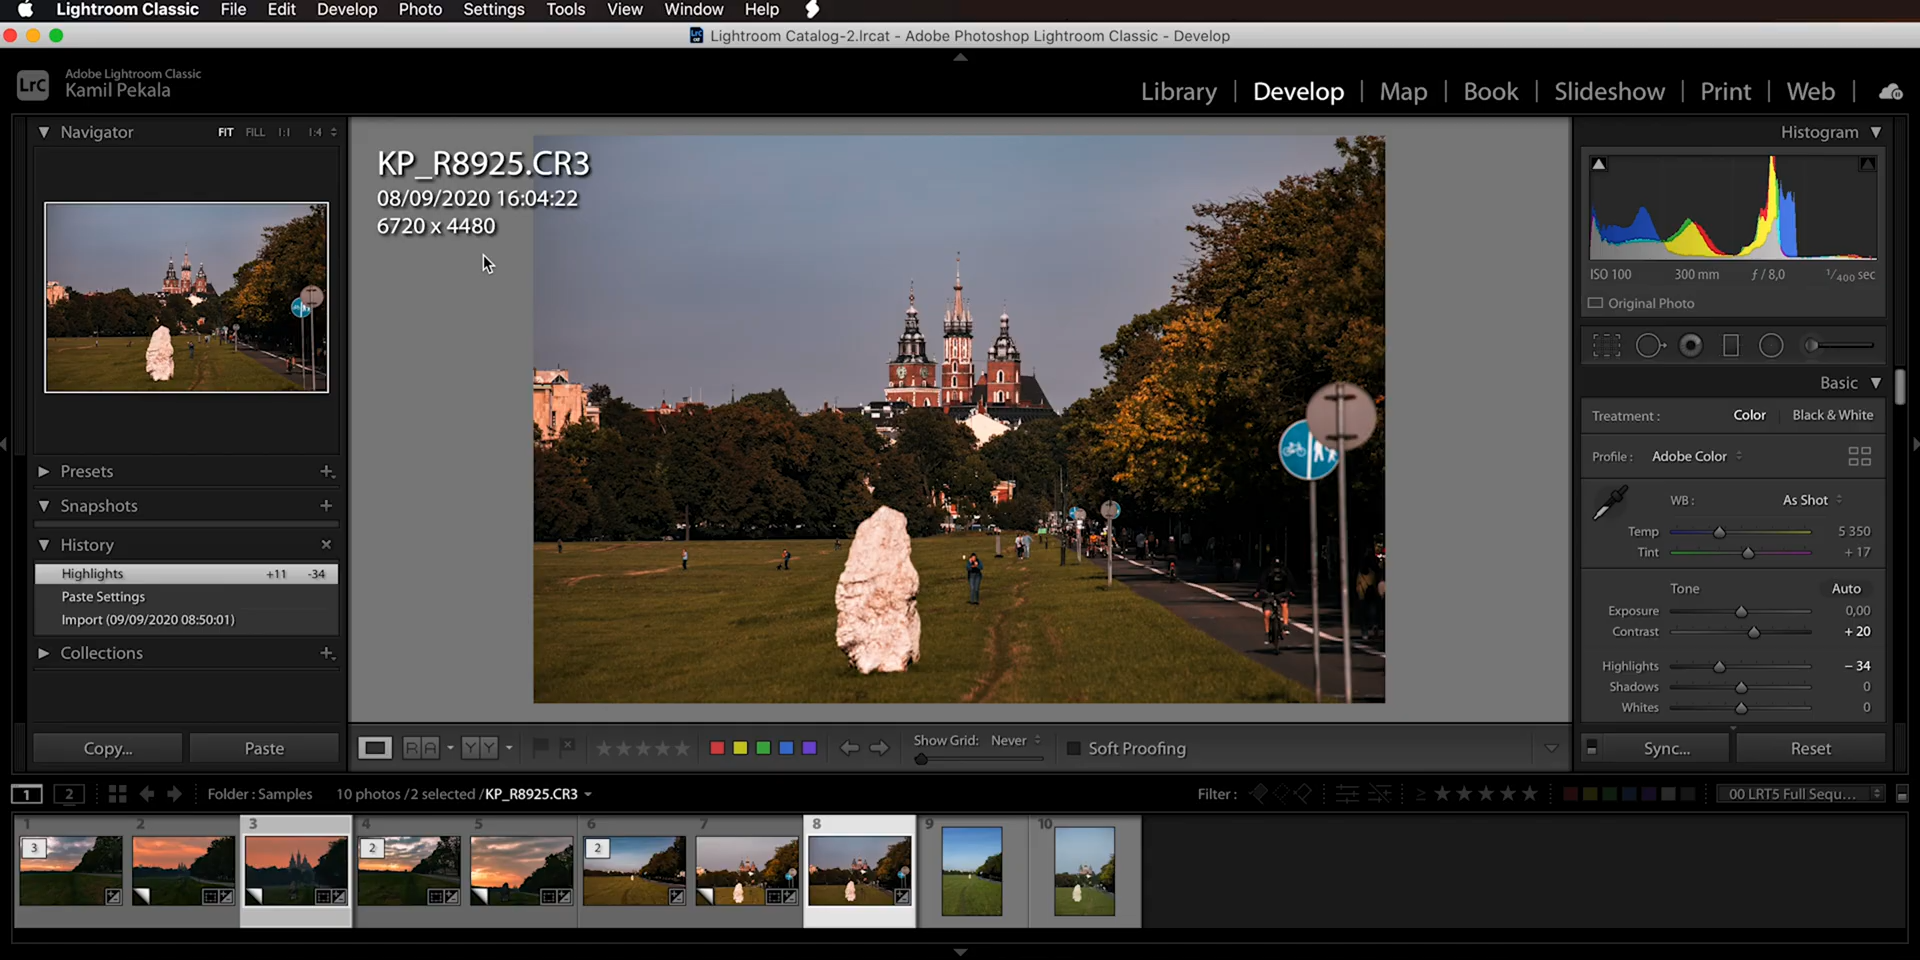 Lightroom Classic File Edit Develop Photo Settings Tools View Window Help
Lightroom Catalog-2.lrcat - Adobe Photoshop Lightroom Classic - Develop
LrC
Adobe Lightroom Classic
Kamil Pekala
Library | Develop | Map | Book | Slideshow | Print | Web
Navigator FIT FILL 1:1 1:4
Presets
Snapshots
History
Highlights +11 -34
Paste Settings
Import (09/09/2020 08:50:01)
Collections
Copy... Paste
KP_R8925.CR3
08/09/2020 16:04:22
6720 x 4480
Histogram
ISO 100 300 mm ƒ / 8,0 1/400 sec
Original Photo
Basic
Treatment : Color Black & White
Profile : Adobe Color
WB : As Shot
Temp 5 350
Tint + 17
Tone Auto
Exposure 0,00
Contrast + 20
Highlights − 34
Shadows 0
Whites 0
R A Y Y Show Grid: Never Soft Proofing
Sync... Reset
1 2 Folder : Samples 10 photos /2 selected /KP_R8925.CR3 Filter : 00 LRT5 Full Sequ...
1 2 3 4 5 6 7 8 9 10
3 2 2